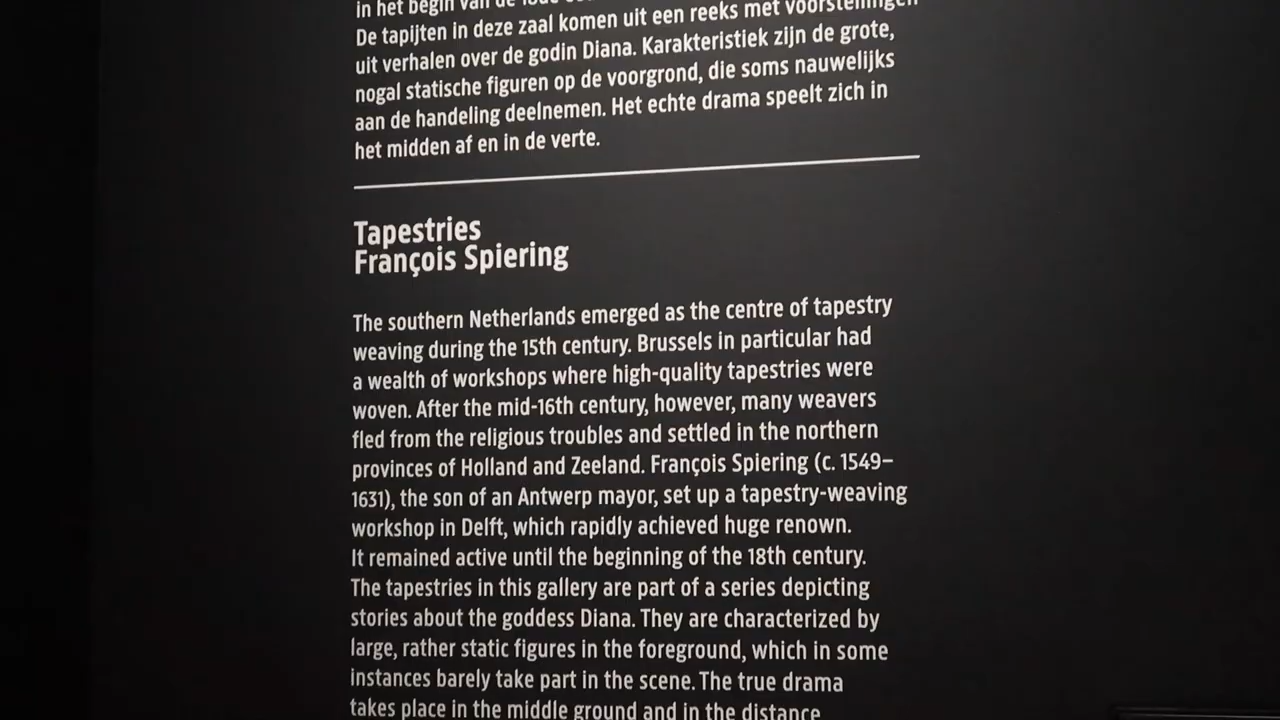 in het begin van de
De tapijten in deze zaal komen uit een reeks met voorstellingen
uit verhalen over de godin Diana. Karakteristiek zijn de grote,
nogal statische figuren op de voorgrond, die soms nauwelijks
aan de handeling deelnemen. Het echte drama speelt zich in
het midden af en in de verte.
Tapestries
François Spiering
The southern Netherlands emerged as the centre of tapestry
weaving during the 15th century. Brussels in particular had
a wealth of workshops where high-quality tapestries were
woven. After the mid-16th century, however, many weavers
fled from the religious troubles and settled in the northern
provinces of Holland and Zeeland. François Spiering (c. 1549–
1631), the son of an Antwerp mayor, set up a tapestry-weaving
workshop in Delft, which rapidly achieved huge renown.
It remained active until the beginning of the 18th century.
The tapestries in this gallery are part of a series depicting
stories about the goddess Diana. They are characterized by
large, rather static figures in the foreground, which in some
instances barely take part in the scene. The true drama
takes place in the middle ground and in the distance